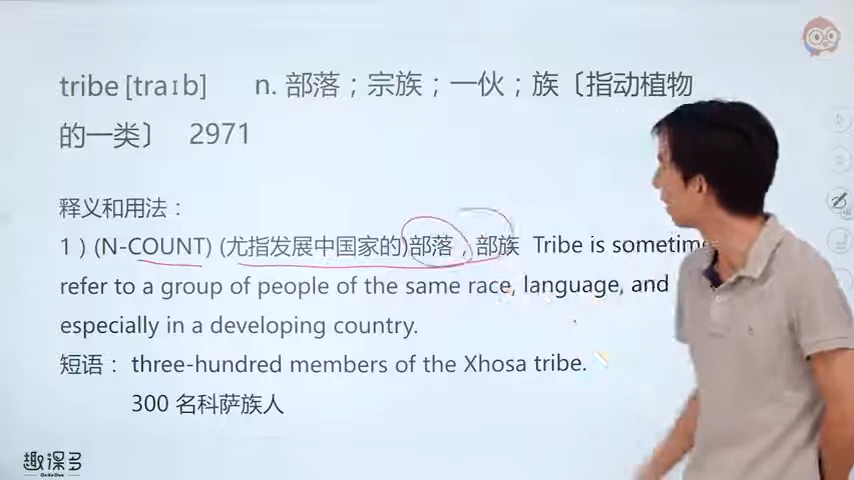 tribe [traɪb] n. 部落；宗族；一伙；族〔指动植物
的一类〕 2971
释义和用法：
1）(N-COUNT) (尤指发展中国家的)部落，部族 Tribe is sometime
refer to a group of people of the same race, language, and
especially in a developing country.
短语： three-hundred members of the Xhosa tribe.
300 名科萨族人
趣课多